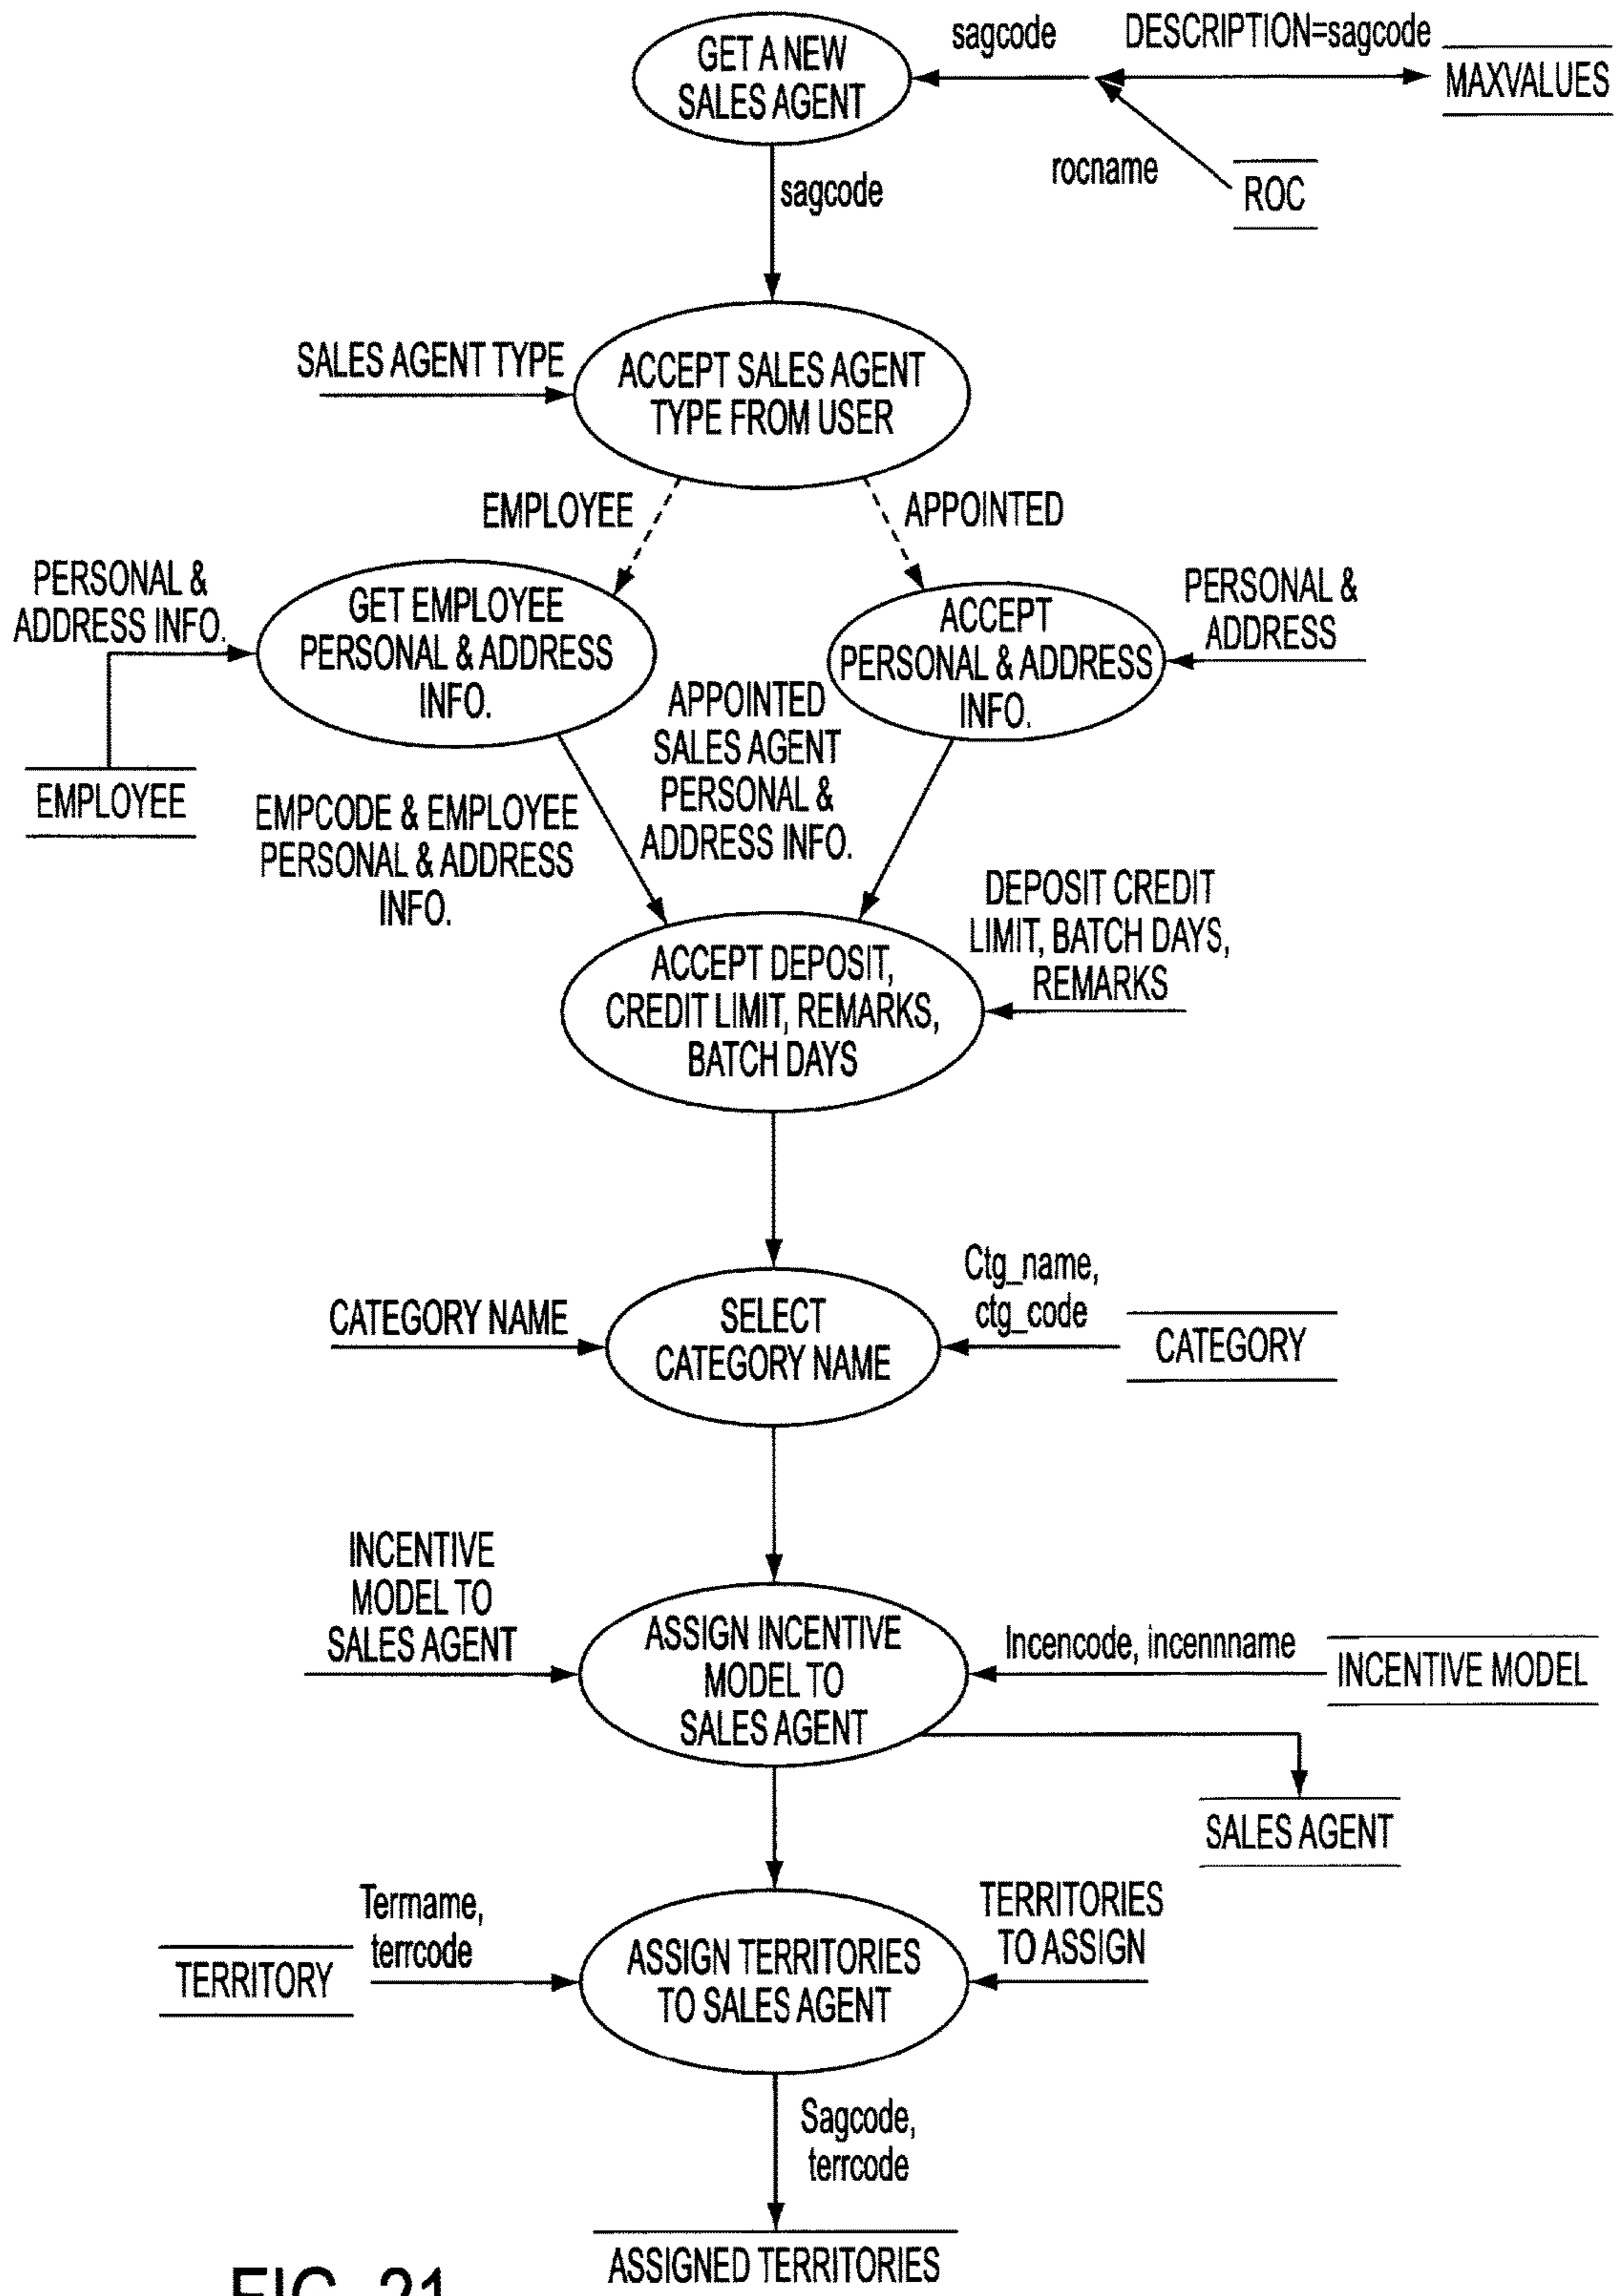 GET A NEW
SALES AGENT
sagcode
DESCRIPTION=sagcode
MAXVALUES
rocname
ROC
sagcode
SALES AGENT TYPE
ACCEPT SALES AGENT
TYPE FROM USER
EMPLOYEE
APPOINTED
PERSONAL &
ADDRESS INFO.
GET EMPLOYEE
PERSONAL & ADDRESS
INFO.
ACCEPT
PERSONAL & ADDRESS
INFO.
PERSONAL &
ADDRESS
EMPLOYEE
EMPCODE & EMPLOYEE
PERSONAL & ADDRESS
INFO.
APPOINTED
SALES AGENT
PERSONAL &
ADDRESS INFO.
DEPOSIT CREDIT
LIMIT, BATCH DAYS,
REMARKS
ACCEPT DEPOSIT,
CREDIT LIMIT, REMARKS,
BATCH DAYS
CATEGORY NAME
SELECT
CATEGORY NAME
Ctg_name,
ctg_code
CATEGORY
INCENTIVE
MODEL TO
SALES AGENT
ASSIGN INCENTIVE
MODEL TO
SALES AGENT
Incencode, incennname
INCENTIVE MODEL
SALES AGENT
Terrname,
terrcode
TERRITORY
ASSIGN TERRITORIES
TO SALES AGENT
TERRITORIES
TO ASSIGN
Sagcode,
terrcode
ASSIGNED TERRITORIES
FIG. 21